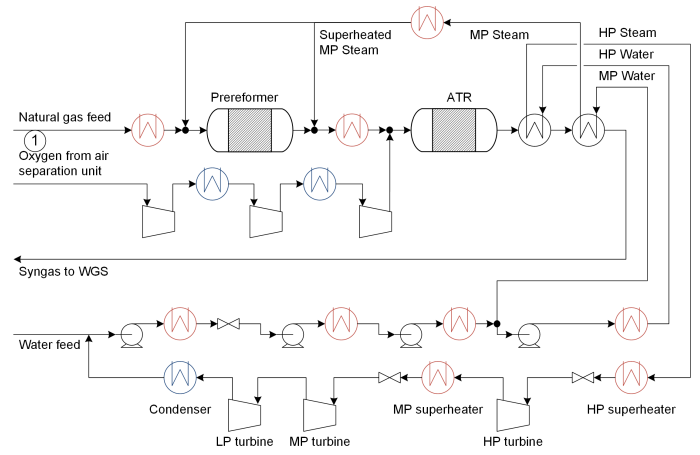 HP Steam
Superheated
MP Steam
MP Steam
HP Water
MP Water
Prereformer
ATR
Natural gas feed
1
Oxygen from air
separation unit
Syngas to WGS
Water feed
Condenser
MP superheater
HP superheater
LP turbine
MP turbine
HP turbine